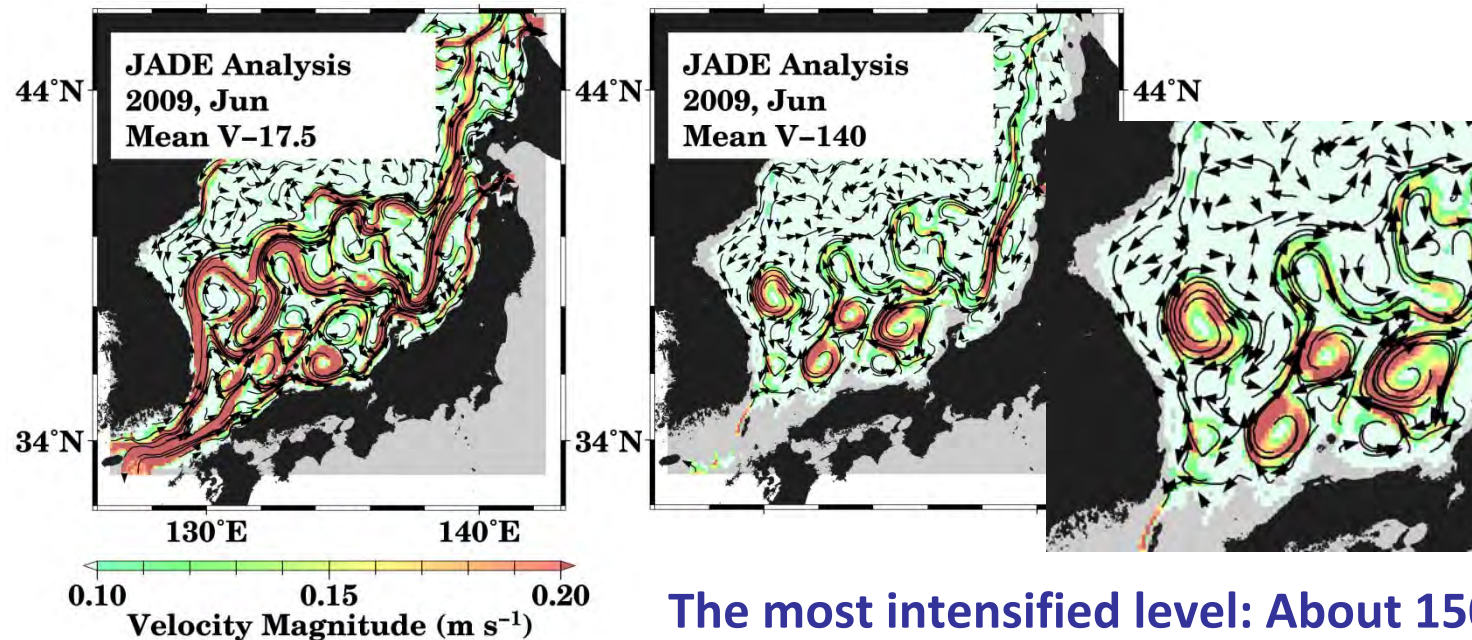 JADE Analysis
2009, Jun
Mean V−17.5
44°N
34°N
130°E
140°E
0.10
0.15
0.20
Velocity Magnitude (m s⁻¹)
JADE Analysis
2009, Jun
Mean V−140
44°N
34°N
44°N
The most intensified level: About